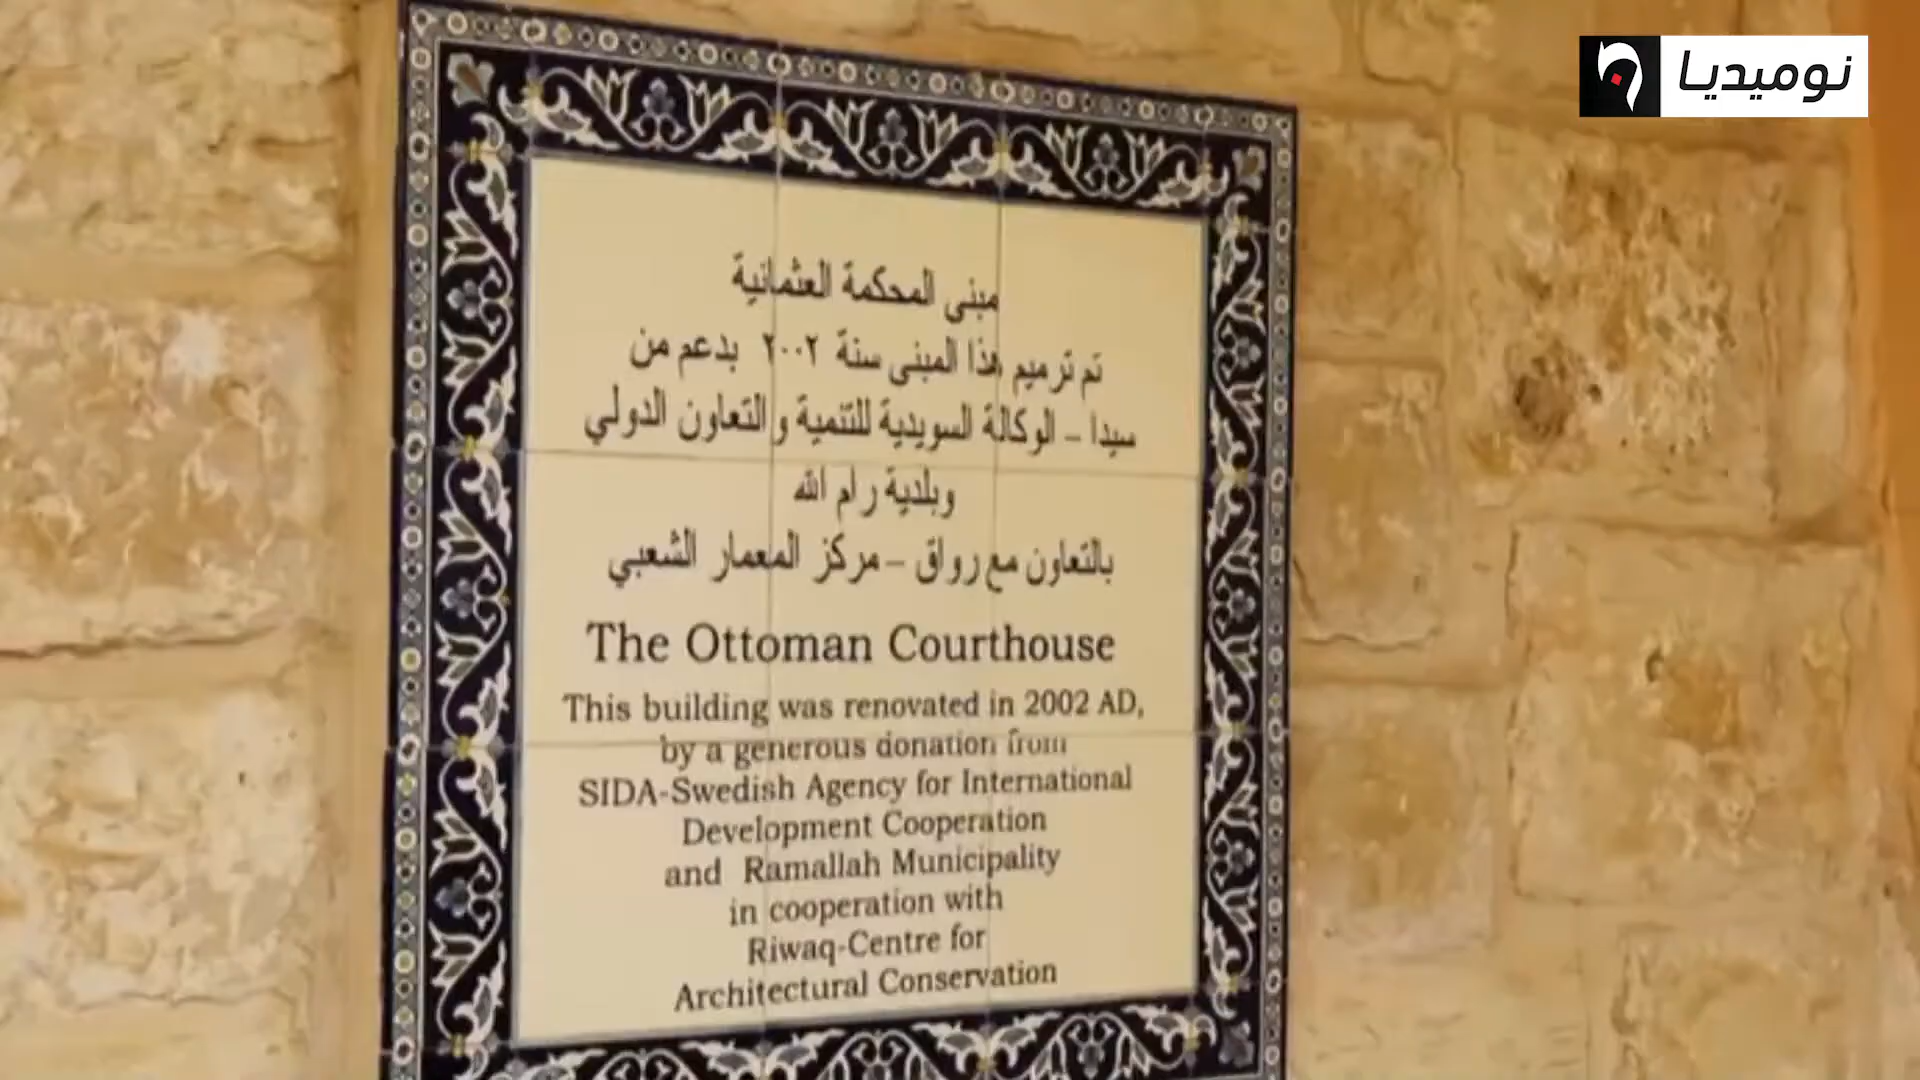 نوميديا
مبنى المحكمة العثمانية
تم ترميم هذا المبنى سنة ٢٠٠٢ بدعم من
سيدا - الوكالة السويدية للتنمية والتعاون الدولي
وبلدية رام الله
بالتعاون مع رواق - مركز المعمار الشعبي
The Ottoman Courthouse
This building was renovated in 2002 AD,
by a generous donation from
SIDA-Swedish Agency for International
Development Cooperation
and Ramallah Municipality
in cooperation with
Riwaq-Centre for
Architectural Conservation